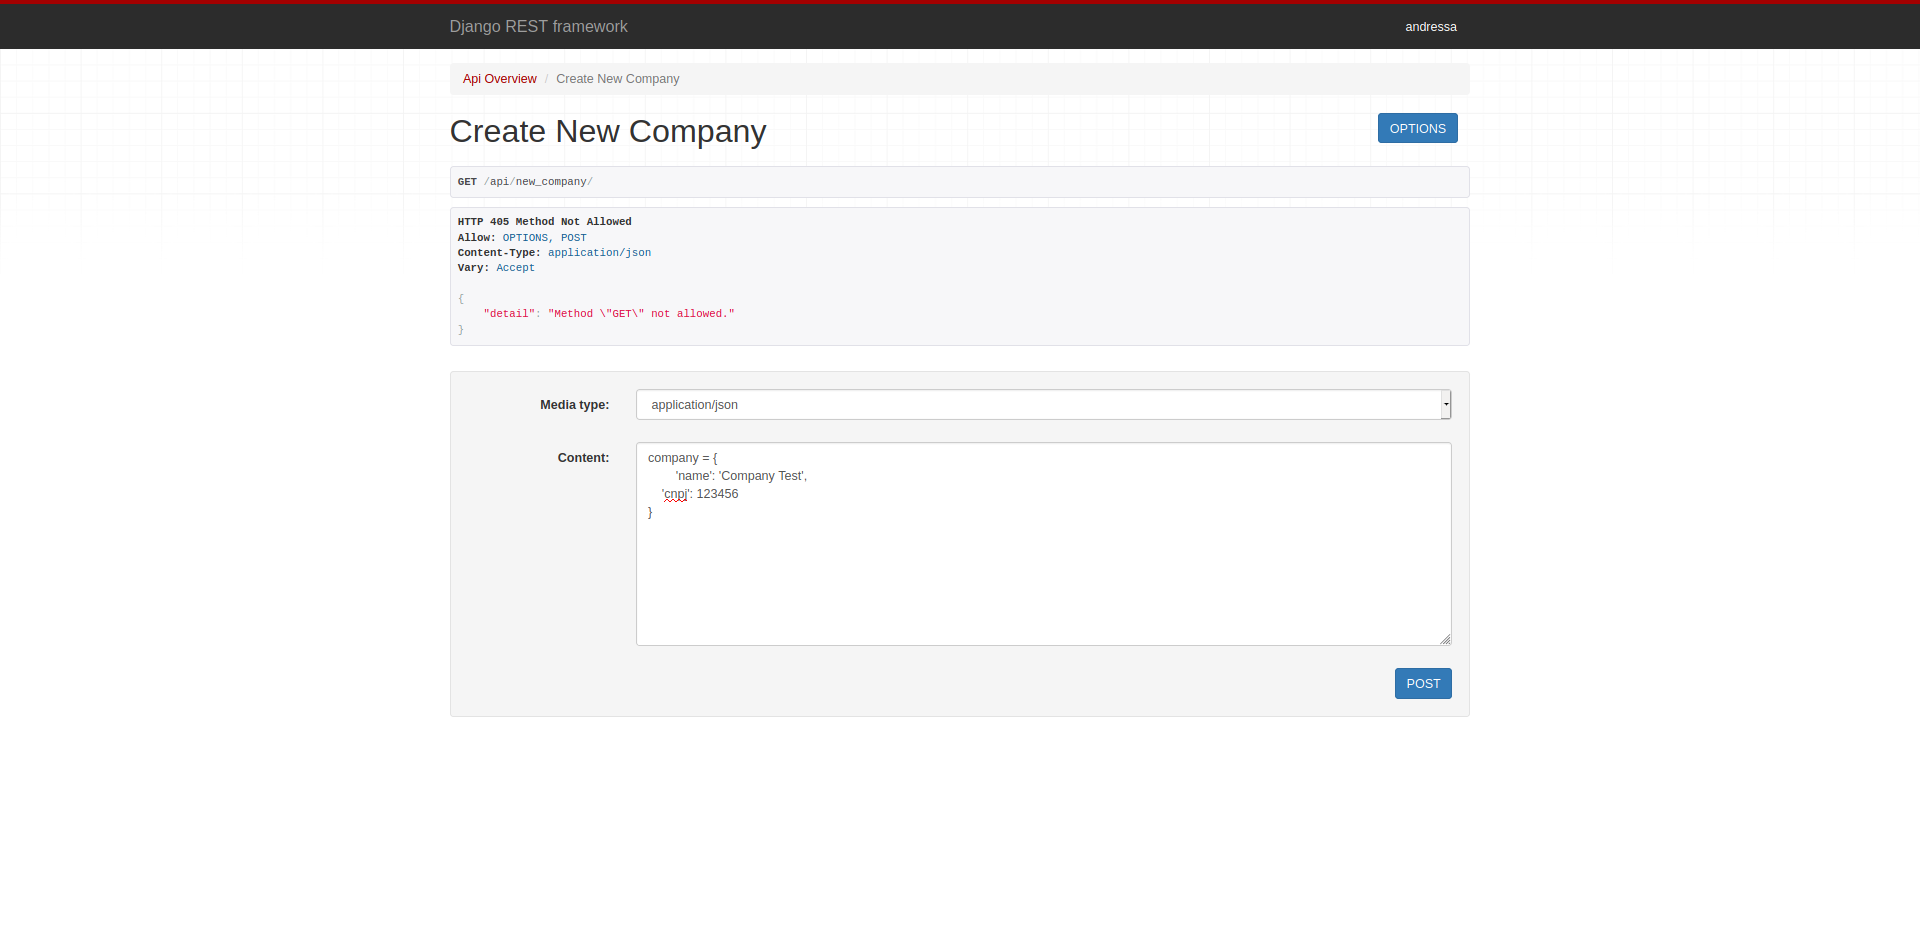 Django REST framework
andressa
Api Overview / Create New Company
Create New Company
OPTIONS
GET /api/new_company/
HTTP 405 Method Not Allowed
Allow: OPTIONS, POST
Content-Type: application/json
Vary: Accept
{
"detail": "Method \"GET\" not allowed."
}
Media type:
application/json
Content:
company = {
'name': 'Company Test',
'cnpj': 123456
}
POST